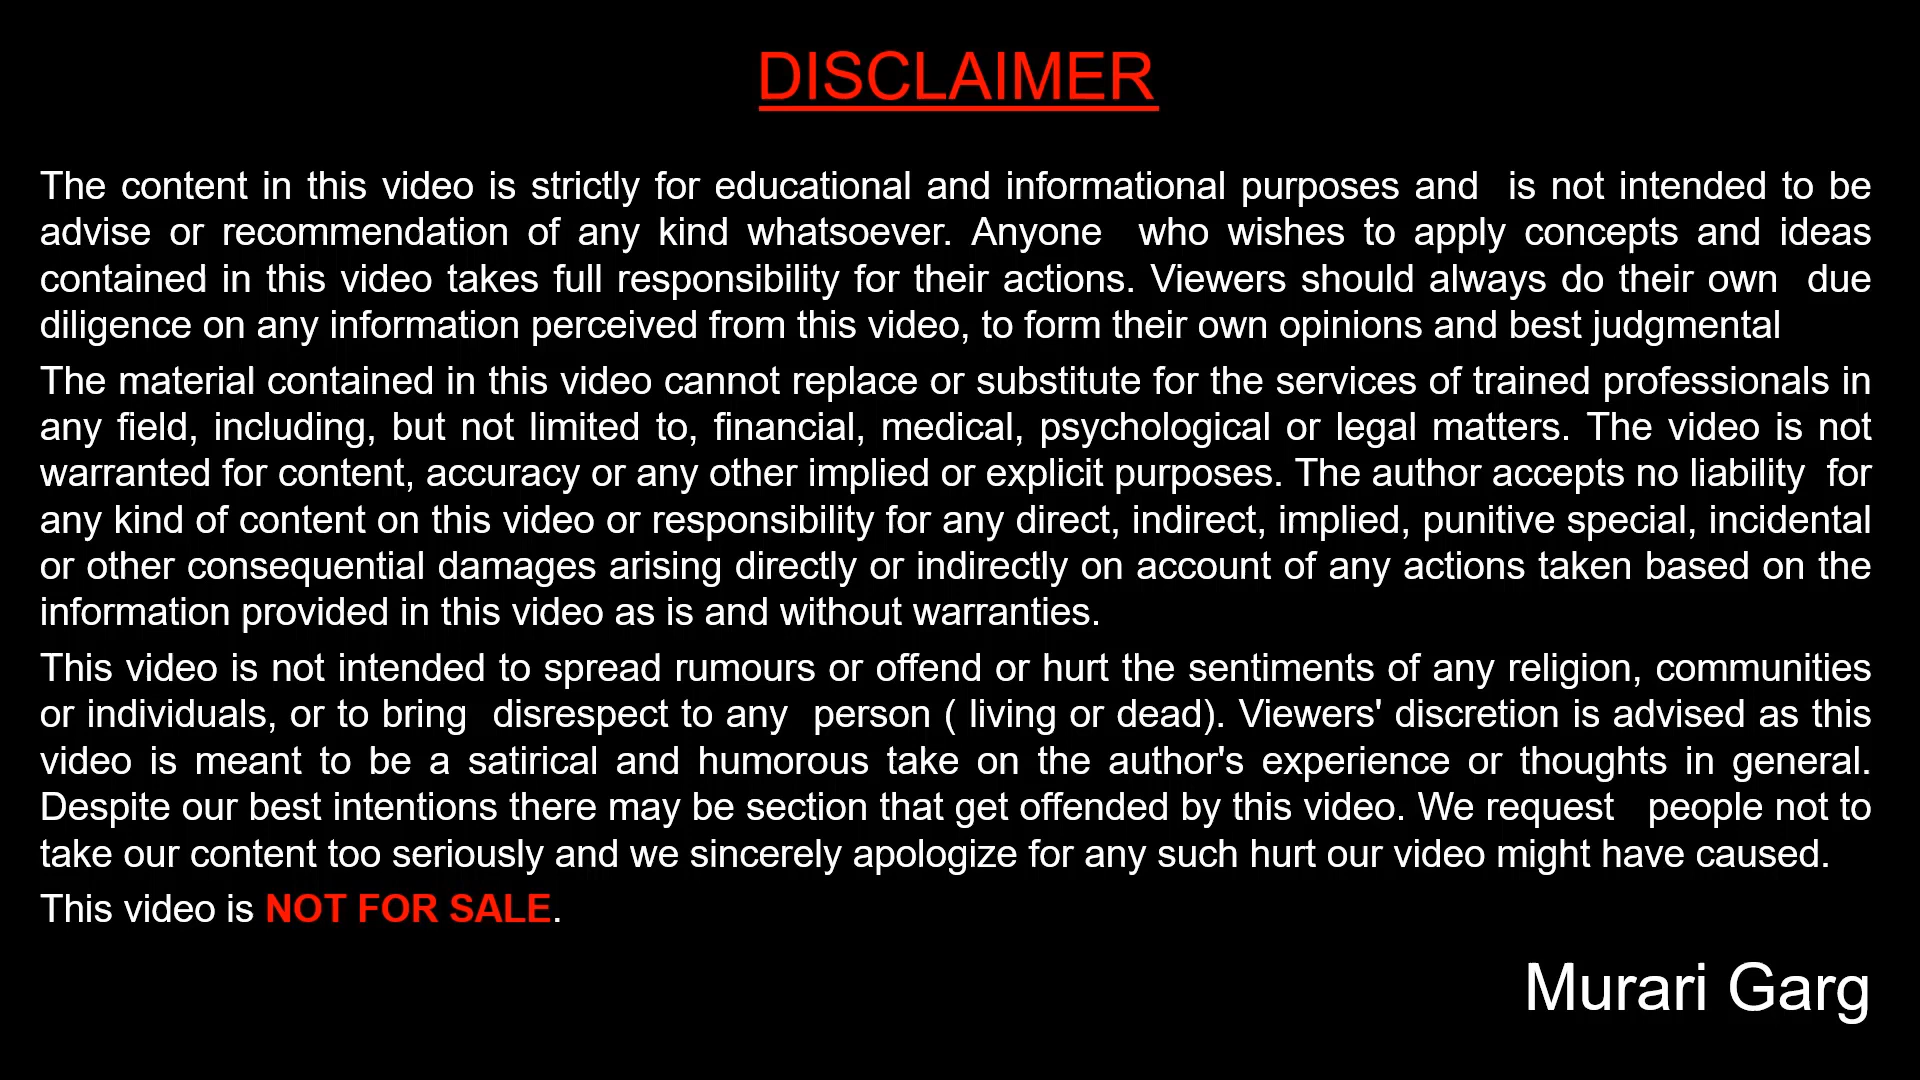 DISCLAIMER
The content in this video is strictly for educational and informational purposes and is not intended to be
advise or recommendation of any kind whatsoever. Anyone who wishes to apply concepts and ideas
contained in this video takes full responsibility for their actions. Viewers should always do their own due
diligence on any information perceived from this video, to form their own opinions and best judgmental
The material contained in this video cannot replace or substitute for the services of trained professionals in
any field, including, but not limited to, financial, medical, psychological or legal matters. The video is not
warranted for content, accuracy or any other implied or explicit purposes. The author accepts no liability for
any kind of content on this video or responsibility for any direct, indirect, implied, punitive special, incidental
or other consequential damages arising directly or indirectly on account of any actions taken based on the
information provided in this video as is and without warranties.
This video is not intended to spread rumours or offend or hurt the sentiments of any religion, communities
or individuals, or to bring disrespect to any person ( living or dead). Viewers' discretion is advised as this
video is meant to be a satirical and humorous take on the author's experience or thoughts in general.
Despite our best intentions there may be section that get offended by this video. We request people not to
take our content too seriously and we sincerely apologize for any such hurt our video might have caused.
This video is NOT FOR SALE.
Murari Garg